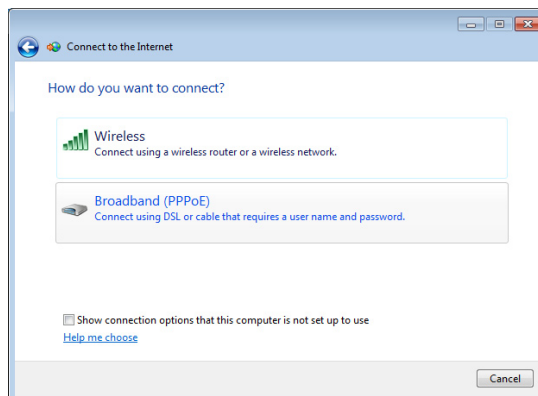 Connect to the Internet
How do you want to connect?
Wireless
Connect using a wireless router or a wireless network.
Broadband (PPPoE)
Connect using DSL or cable that requires a user name and password.
Show connection options that this computer is not set up to use
Help me choose
Cancel